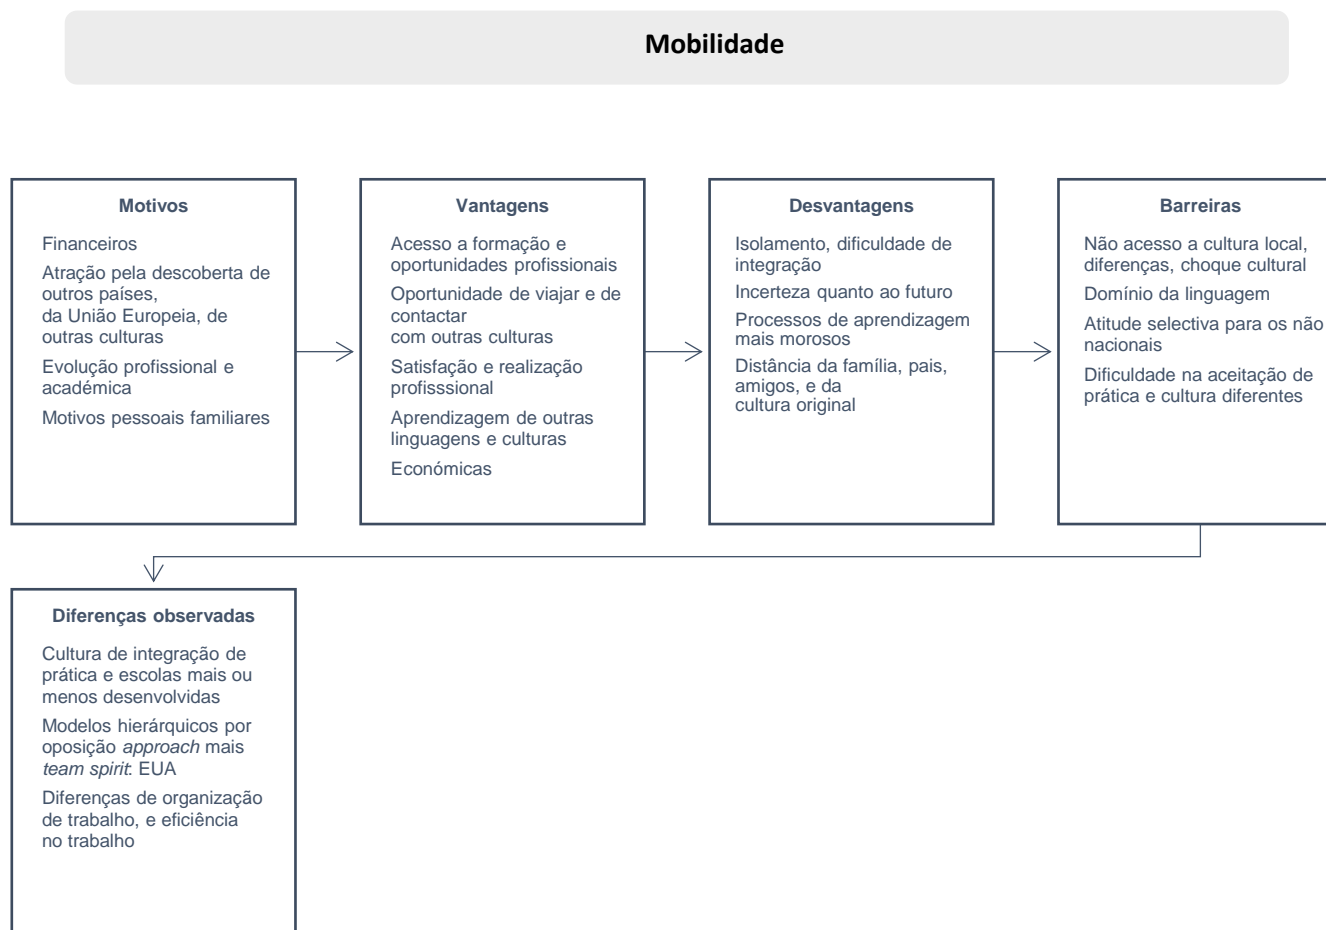 Mobilidade
Motivos
Financeiros
Atração pela descoberta de
outros países,
da União Europeia, de
outras culturas
Evolução profissional e
académica
Motivos pessoais familiares
Vantagens
Acesso a formação e
oportunidades profissionais
Oportunidade de viajar e de
contactar
com outras culturas
Satisfação e realização
profisssional
Aprendizagem de outras
linguagens e culturas
Económicas
Desvantagens
Isolamento, dificuldade de
integração
Incerteza quanto ao futuro
Processos de aprendizagem
mais morosos
Distância da família, pais,
amigos, e da
cultura original
Barreiras
Não acesso a cultura local,
diferenças, choque cultural
Domínio da linguagem
Atitude selectiva para os não
nacionais
Dificuldade na aceitação de
prática e cultura diferentes
Diferenças observadas
Cultura de integração de
prática e escolas mais ou
menos desenvolvidas
Modelos hierárquicos por
oposição approach mais
team spirit: EUA
Diferenças de organização
de trabalho, e eficiência
no trabalho